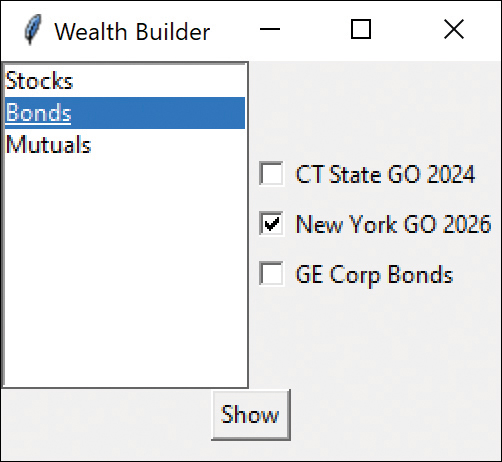 Wealth Builder
Stocks
Bonds
Mutuals
CT State GO 2024
New York GO 2026
GE Corp Bonds
Show